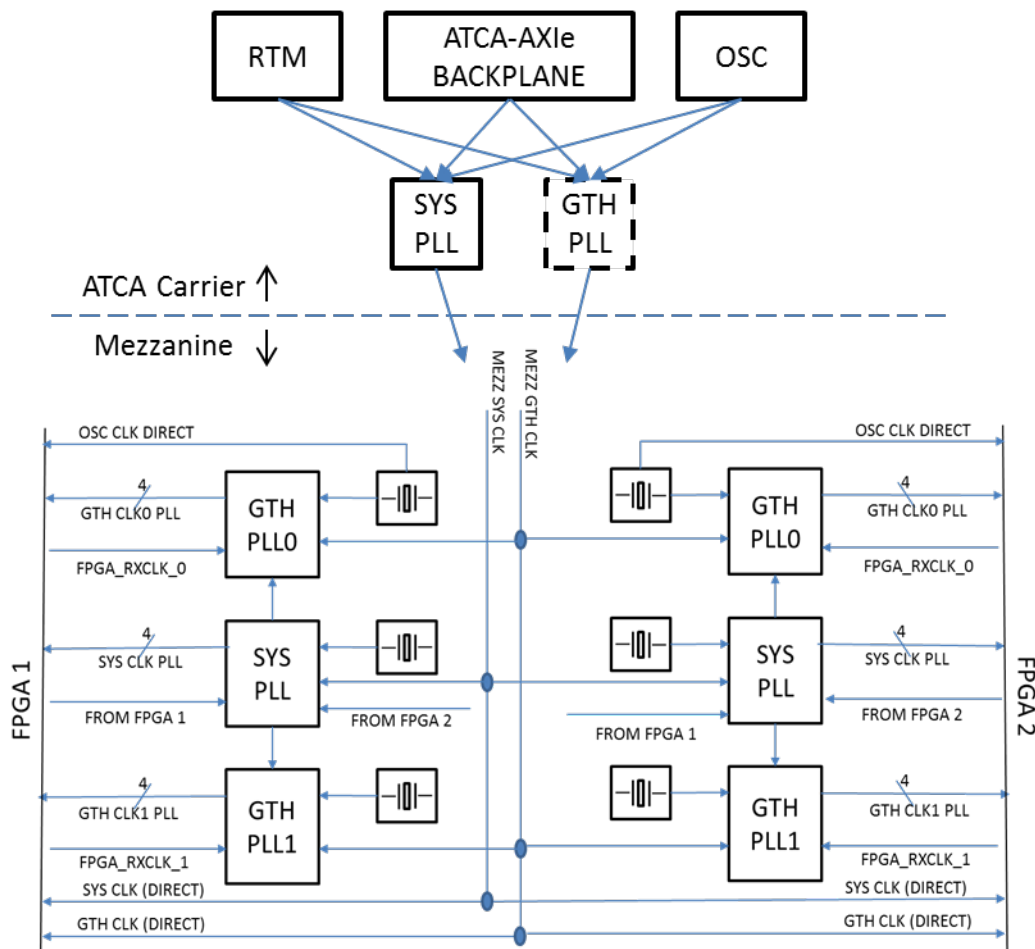 RTM
ATCA-AXIe
BACKPLANE
OSC
SYS
PLL
GTH
PLL
ATCA Carrier
Mezzanine
MEZZ SYS CLK
MEZZ GTH CLK
OSC CLK DIRECT
OSC CLK DIRECT
4
GTH CLK0 PLL
GTH
PLL0
FPGA_RXCLK_0
GTH
PLL0
4
GTH CLK0 PLL
FPGA_RXCLK_0
FPGA 1
4
SYS CLK PLL
SYS
PLL
FROM FPGA 1
FROM FPGA 2
SYS
PLL
FROM FPGA 1
4
SYS CLK PLL
FROM FPGA 2
FPGA 2
4
GTH CLK1 PLL
GTH
PLL1
FPGA_RXCLK_1
GTH
PLL1
4
GTH CLK1 PLL
FPGA_RXCLK_1
SYS CLK (DIRECT)
SYS CLK (DIRECT)
GTH CLK (DIRECT)
GTH CLK (DIRECT)